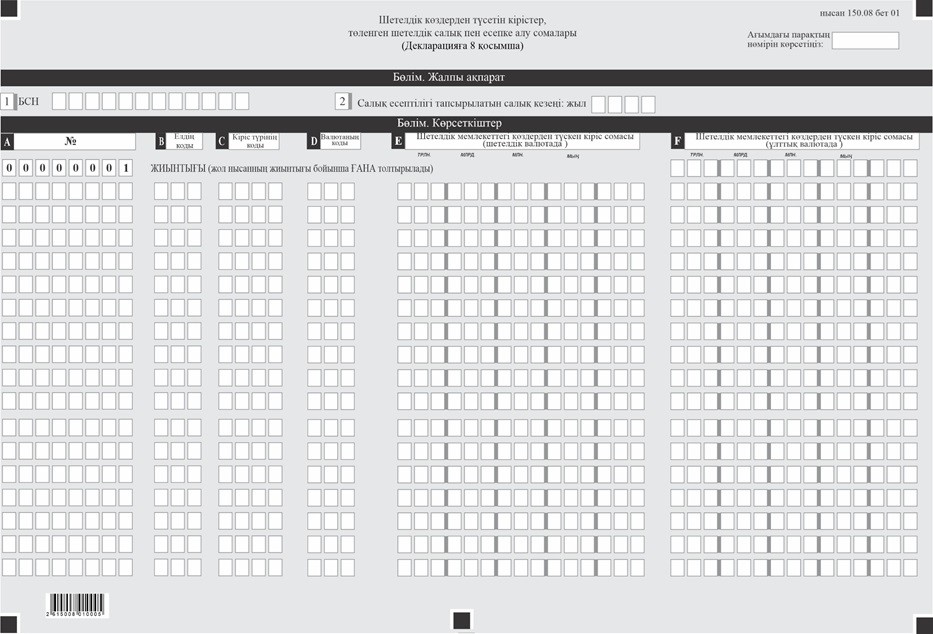 нысан 150.08 бет 01
Шетелдік көздерден түсетін кірістер,
төленген шетелдік салық пен есепке алу сомалары
(Декларацияға 8 қосымша)
Ағымдағы парақтың
нөмірін көрсетіңіз:
Бөлім. Жалпы ақпарат
1 БСН
2 Салық есептілігі тапсырылатын салық кезеңі: жыл
Бөлім. Көрсеткіштер
A №
B Елдің
коды
C Кіріс түрінің
коды
D Валютаның
коды
E Шетелдік мемлекеттегі көздерден түскен кіріс сомасы
(шетелдік валютада )
F Шетелдік мемлекеттегі көздерден түскен кіріс сомасы
(ұлттық валютада )
ТРЛН. МЛРД МЛН. МЫҢ
ТРЛН. МЛРД МЛН. МЫҢ
0 0 0 0 0 0 0 1 ЖИЫНТЫҒЫ (жол нысанның жиынтығы бойынша ҒАНА толтырылады)